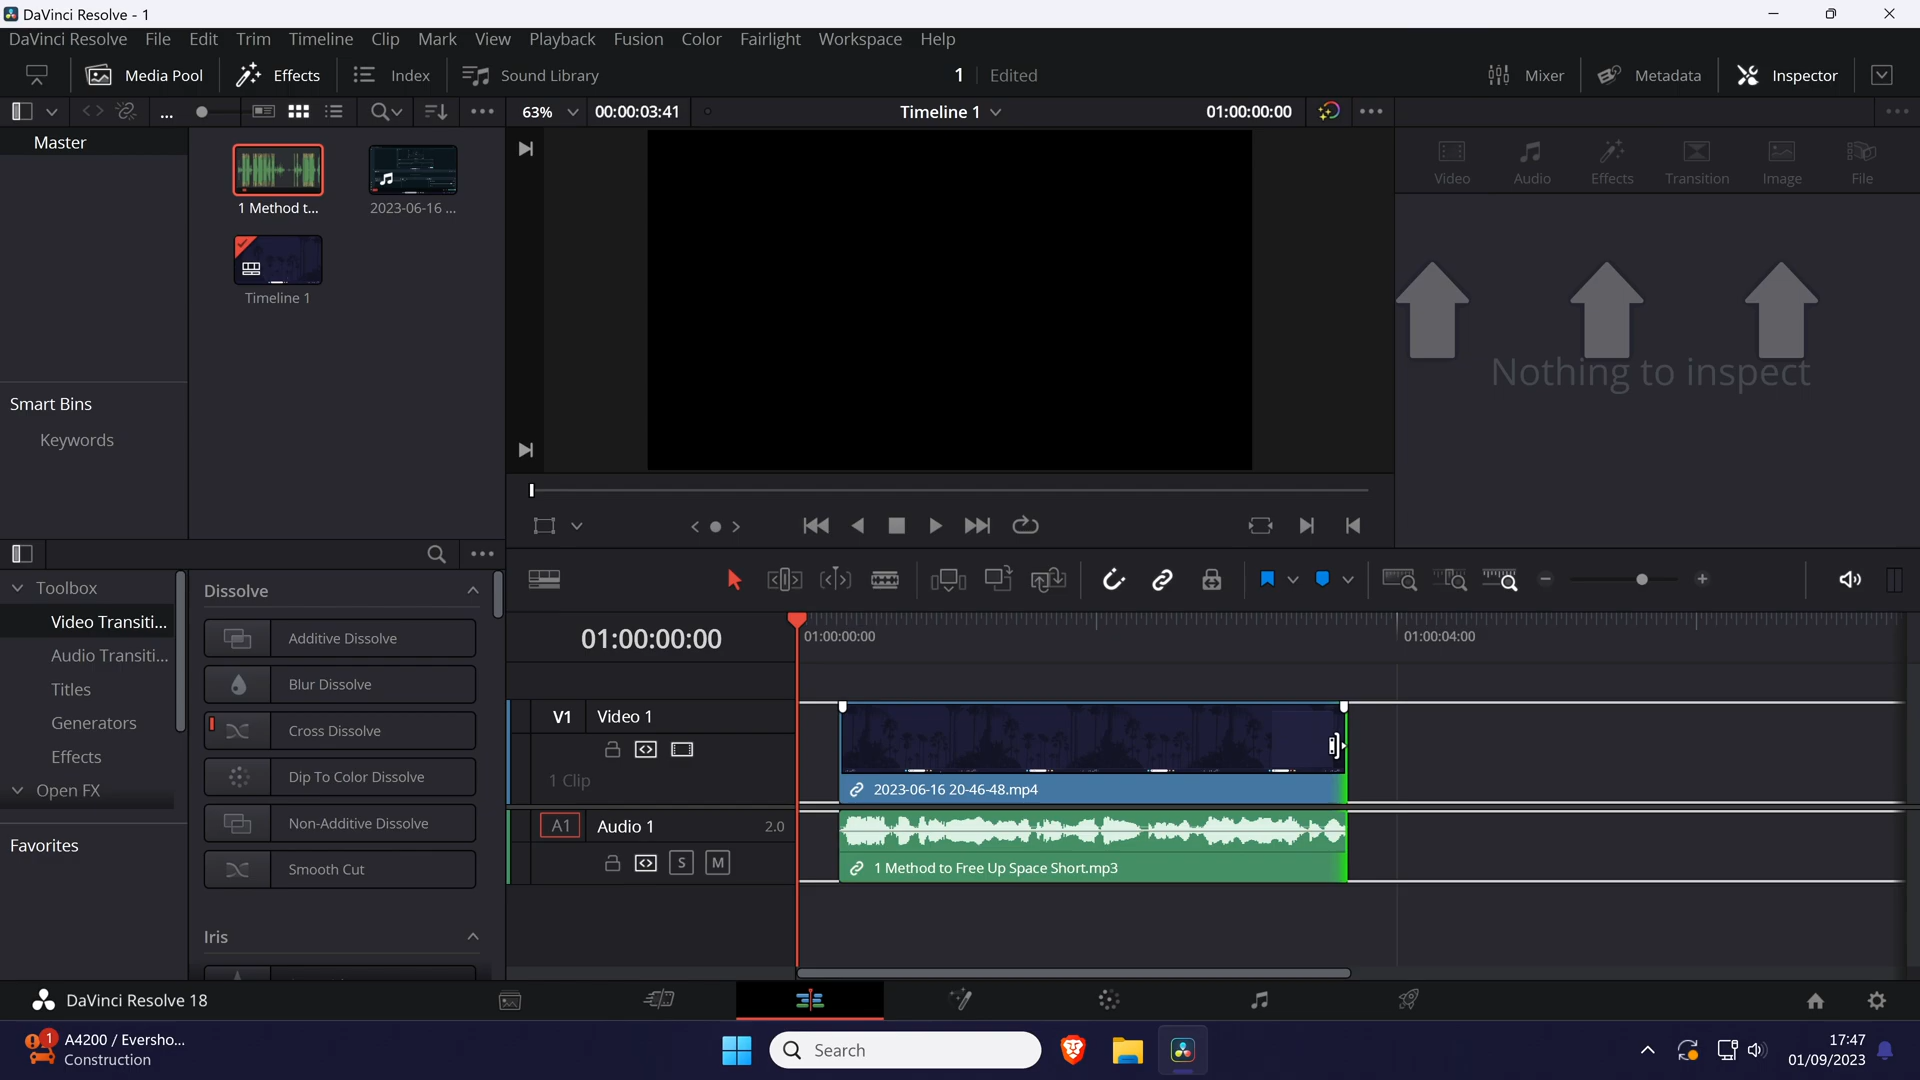 DaVinci Resolve - 1
DaVinci Resolve File Edit Trim Timeline Clip Mark View Playback Fusion Color Fairlight Workspace Help
Media Pool Effects Index Sound Library 1 Edited Mixer Metadata Inspector
... 63% 00:00:03:41 Timeline 1 01:00:00:00
Master
1 Method t...
2023-06-16 ...
Timeline 1
Video Audio Effects Transition Image File
Nothing to inspect
Smart Bins
Keywords
Toolbox
Video Transiti...
Audio Transiti...
Titles
Generators
Effects
Open FX
Favorites
Dissolve
Additive Dissolve
Blur Dissolve
Cross Dissolve
Dip To Color Dissolve
Non-Additive Dissolve
Smooth Cut
Iris
01:00:00:00
01:00:00:00
01:00:04:00
V1 Video 1
1 Clip
2023-06-16 20-46-48.mp4
A1 Audio 1 2.0
S M
1 Method to Free Up Space Short.mp3
DaVinci Resolve 18
1 A4200 / Eversho...
Construction
Search
17:47
01/09/2023